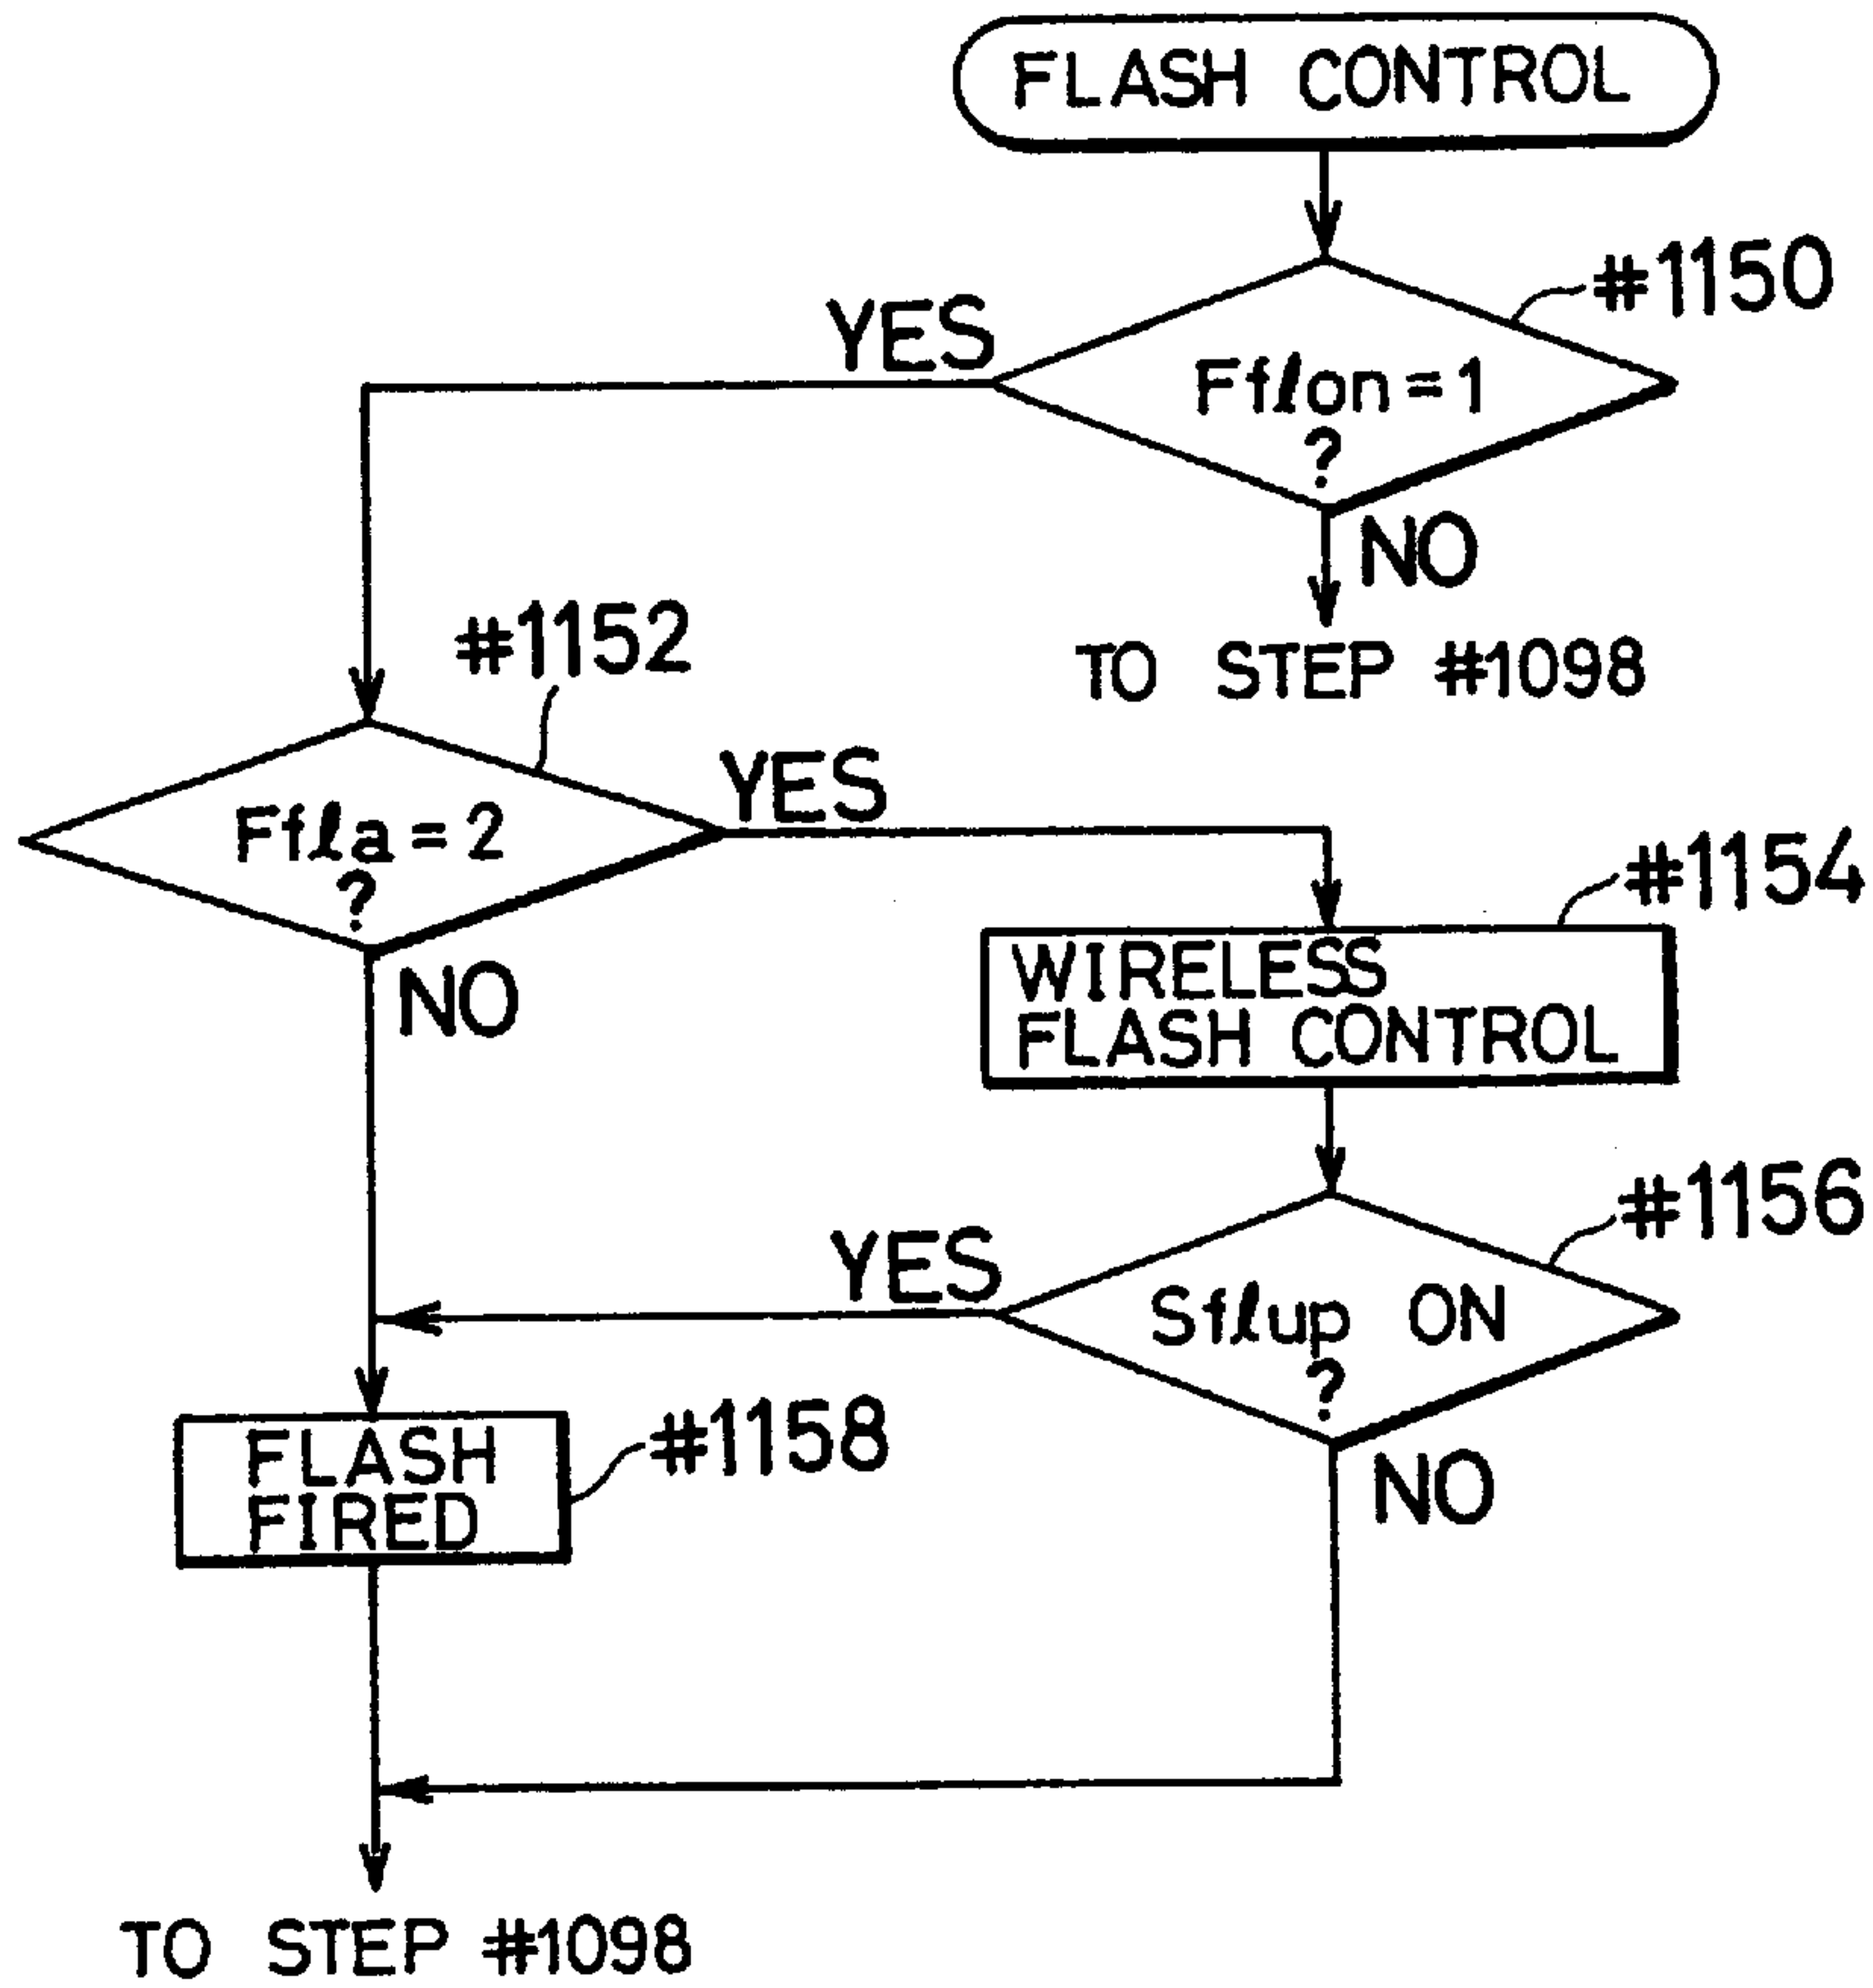 FLASH CONTROL
#1150
YES
Fflon=1
?
NO
TO STEP #1098
#1152
YES
Ffla=2
?
NO
#1154
WIRELESS
FLASH CONTROL
#1156
YES
Sflup ON
?
NO
#1158
FLASH
FIRED
TO STEP #1098